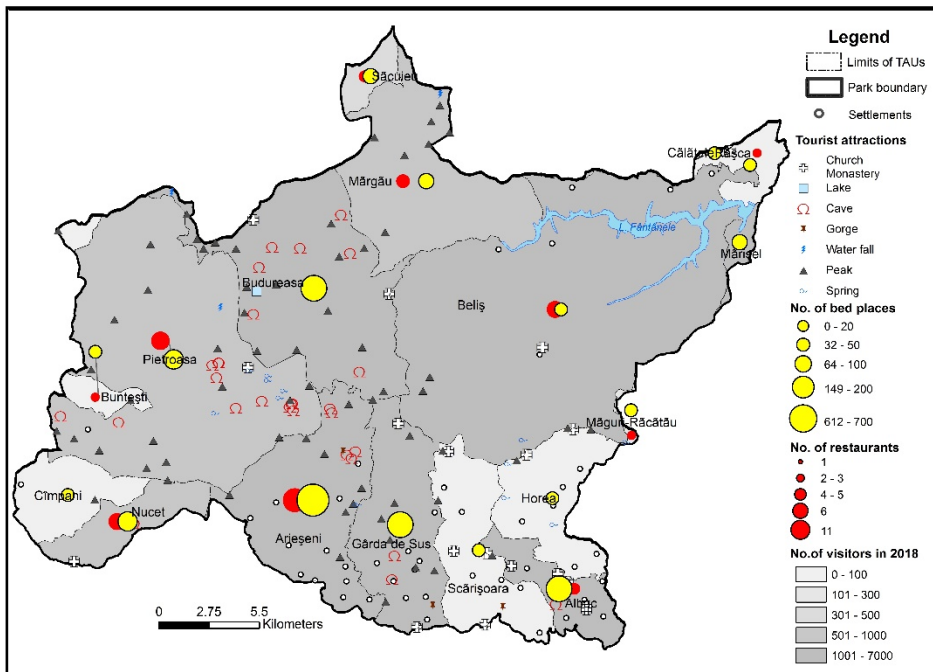 Legend
Limits of TAUs
Park boundary
Settlements
Tourist attractions
Church
Monastery
Lake
Cave
Gorge
Water fall
Peak
Spring
No. of bed places
0 - 20
32 - 50
64 - 100
149 - 200
612 - 700
No. of restaurants
1
2 - 3
4 - 5
6
11
No.of visitors in 2018
0 - 100
101 - 300
301 - 500
501 - 1000
1001 - 7000
Săcuieu
Mărgău
Râșca
L. Fântânele
Mărișel
Budureasa
Beliș
Pietroasa
Buntești
Măguri-Răcătău
Cîmpani
Nucet
Arieșeni
Gârda de Sus
Horea
Scărișoara
Albac
0 2.75 5.5
Kilometers